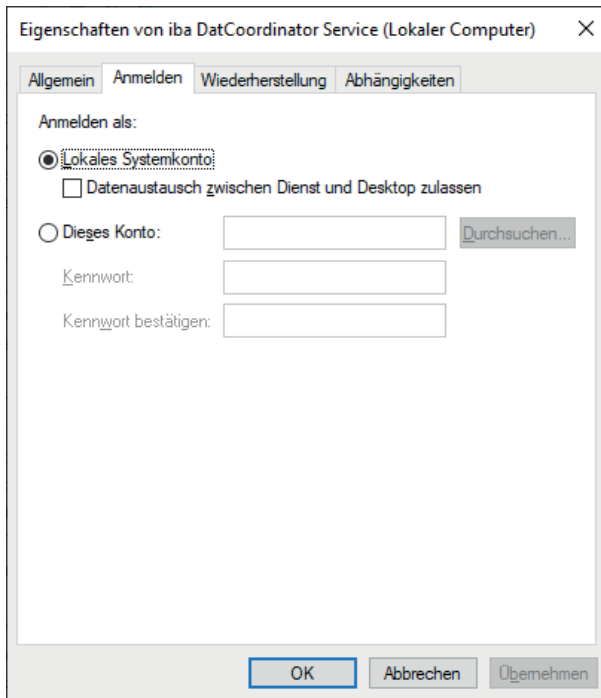 Eigenschaften von iba DatCoordinator Service (Lokaler Computer)
Allgemein Anmelden Wiederherstellung Abhängigkeiten
Anmelden als:
Lokales Systemkonto
Datenaustausch zwischen Dienst und Desktop zulassen
Dieses Konto: Durchsuchen...
Kennwort:
Kennwort bestätigen:
OK Abbrechen Übernehmen